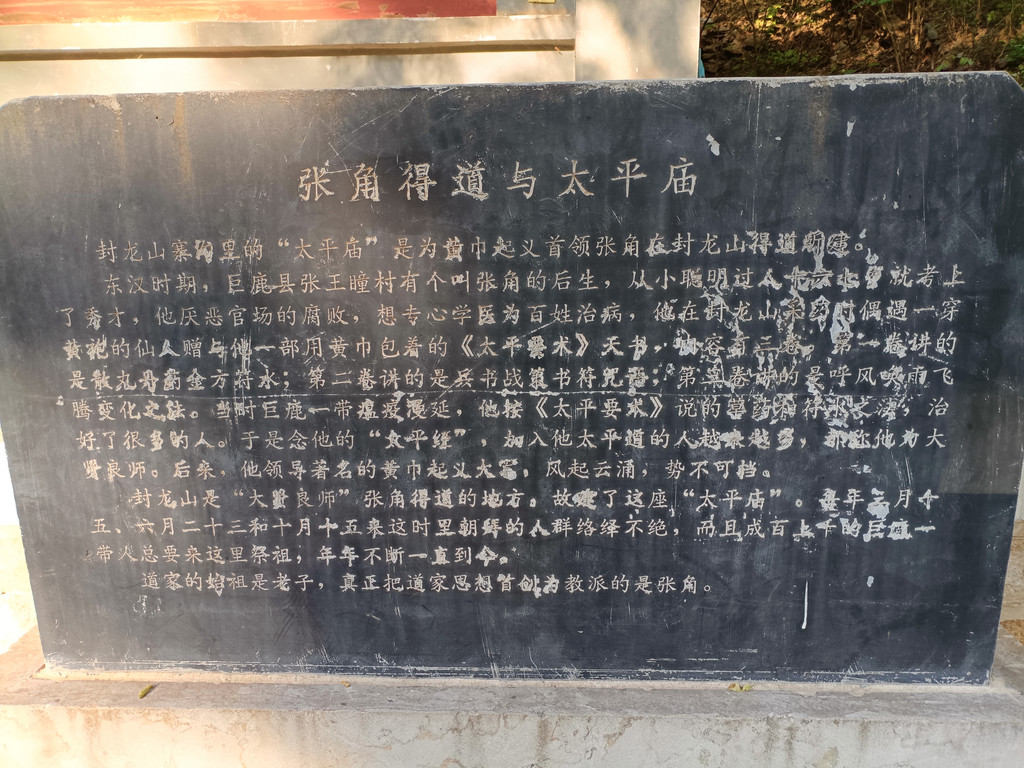 张角得道与太平庙
封龙山寨沟里的“太平庙”是为黄巾起义首领张角在封龙山得道所建。
东汉时期，巨鹿县张王疃村有个叫张角的后生，从小聪明过人，十六七岁就考上
了秀才，他厌恶官场的腐败，想专心学医为百姓治病，他在封龙山采药时偶遇一穿
黄袍的仙人赠与他一部用黄巾包着的《太平要术》天书，内容有三卷，第一卷讲的
是散丸丹膏金方符水；第二卷讲的是兵书战策书符咒语；第三卷讲的是呼风唤雨飞
腾变化之法。当时巨鹿一带瘟疫漫延，他按《太平要术》说的草药和符水之法，治
好了很多的人。于是念他的“太平经”，加入他太平道的人越来越多，都称他为大
贤良师。后来，他领导著名的黄巾起义大军，风起云涌，势不可挡。
封龙山是“大贤良师”张角得道的地方，故建了这座“太平庙”。每年三月十
五、六月二十三和十月十五来这时里朝拜的人群络绎不绝，而且成百上千的巨鹿一
带人总要来这里祭祖，年年不断一直到今。
道家的始祖是老子，真正把道家思想首创为教派的是张角。